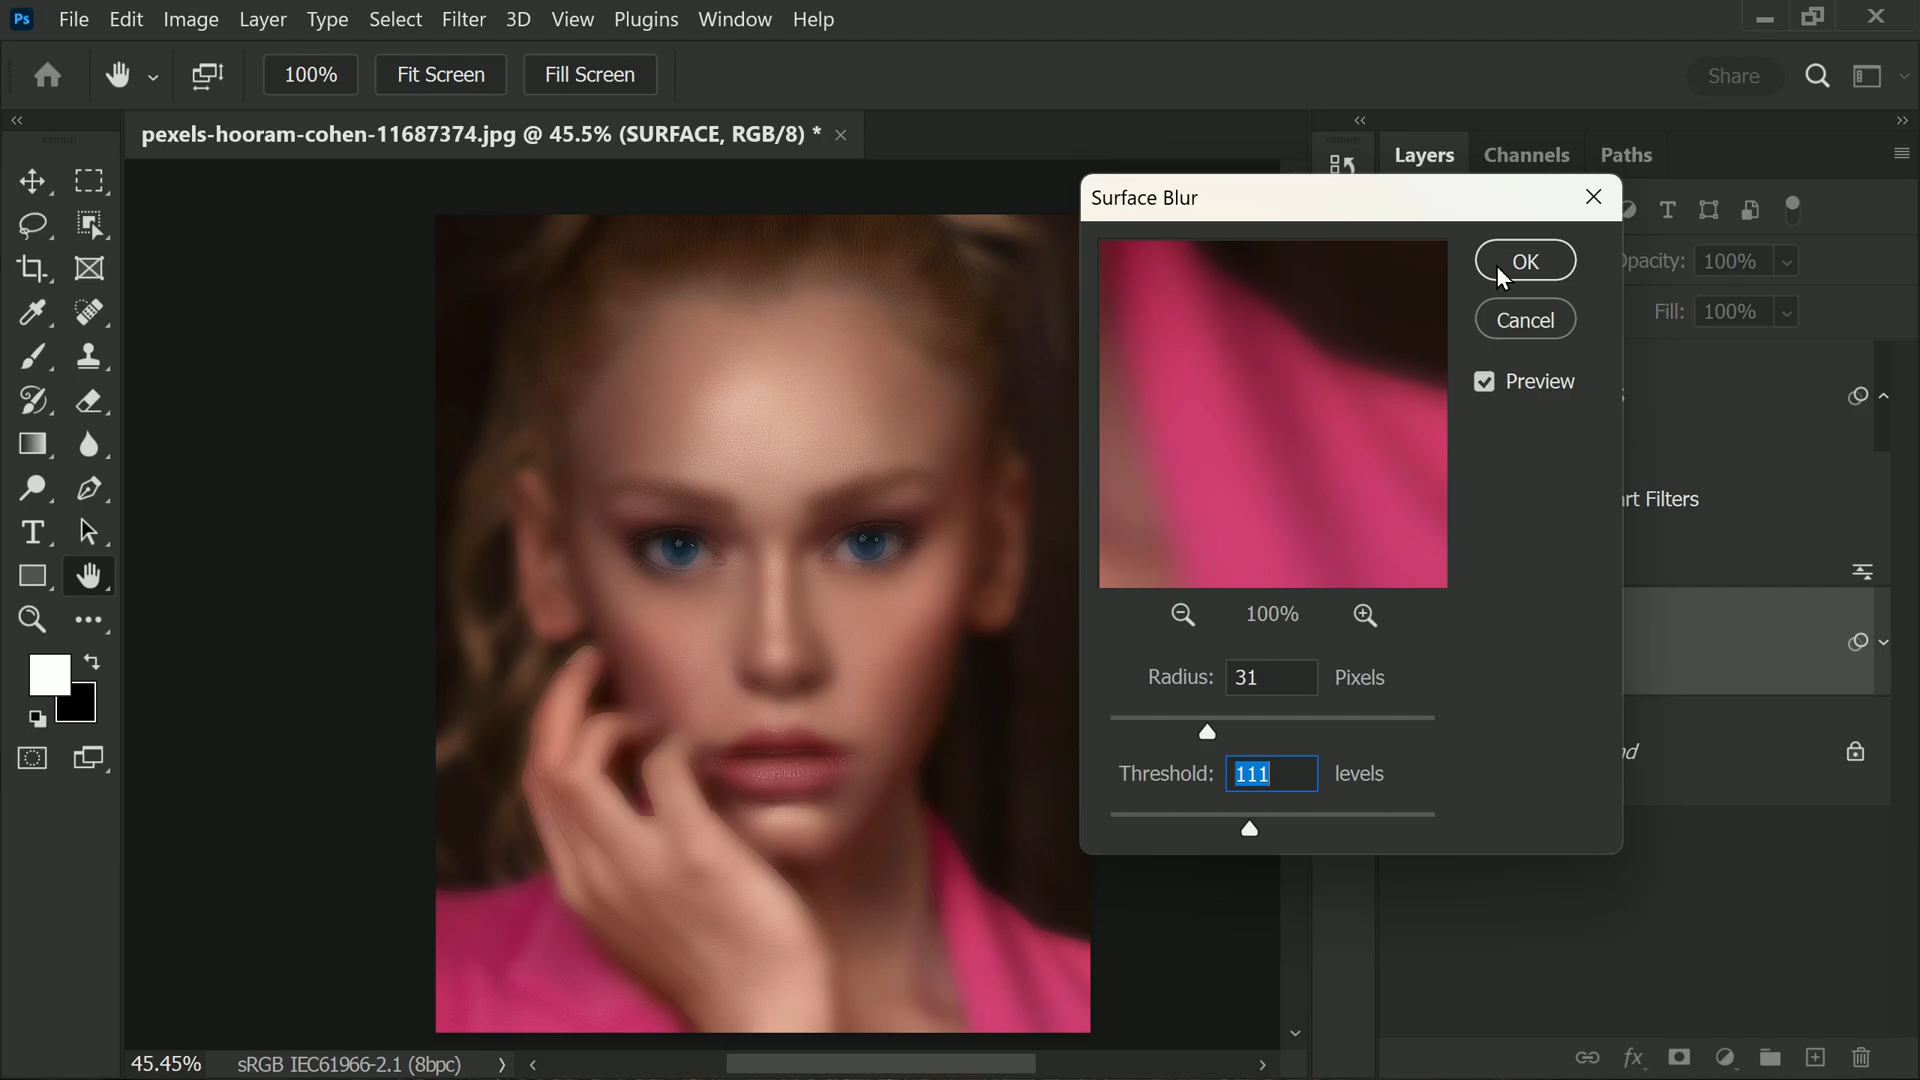 Ps File Edit Image Layer Type Select Filter 3D View Plugins Window Help
100% Fit Screen Fill Screen Share
pexels-hooram-cohen-11687374.jpg @ 45.5% (SURFACE, RGB/8) *
Layers Channels Paths
Surface Blur
OK
Opacity: 100%
Cancel
Fill: 100%
Preview
rt Filters
100%
Radius: 31 Pixels
Threshold: 111 levels
45.45% sRGB IEC61966-2.1 (8bpc)
fx